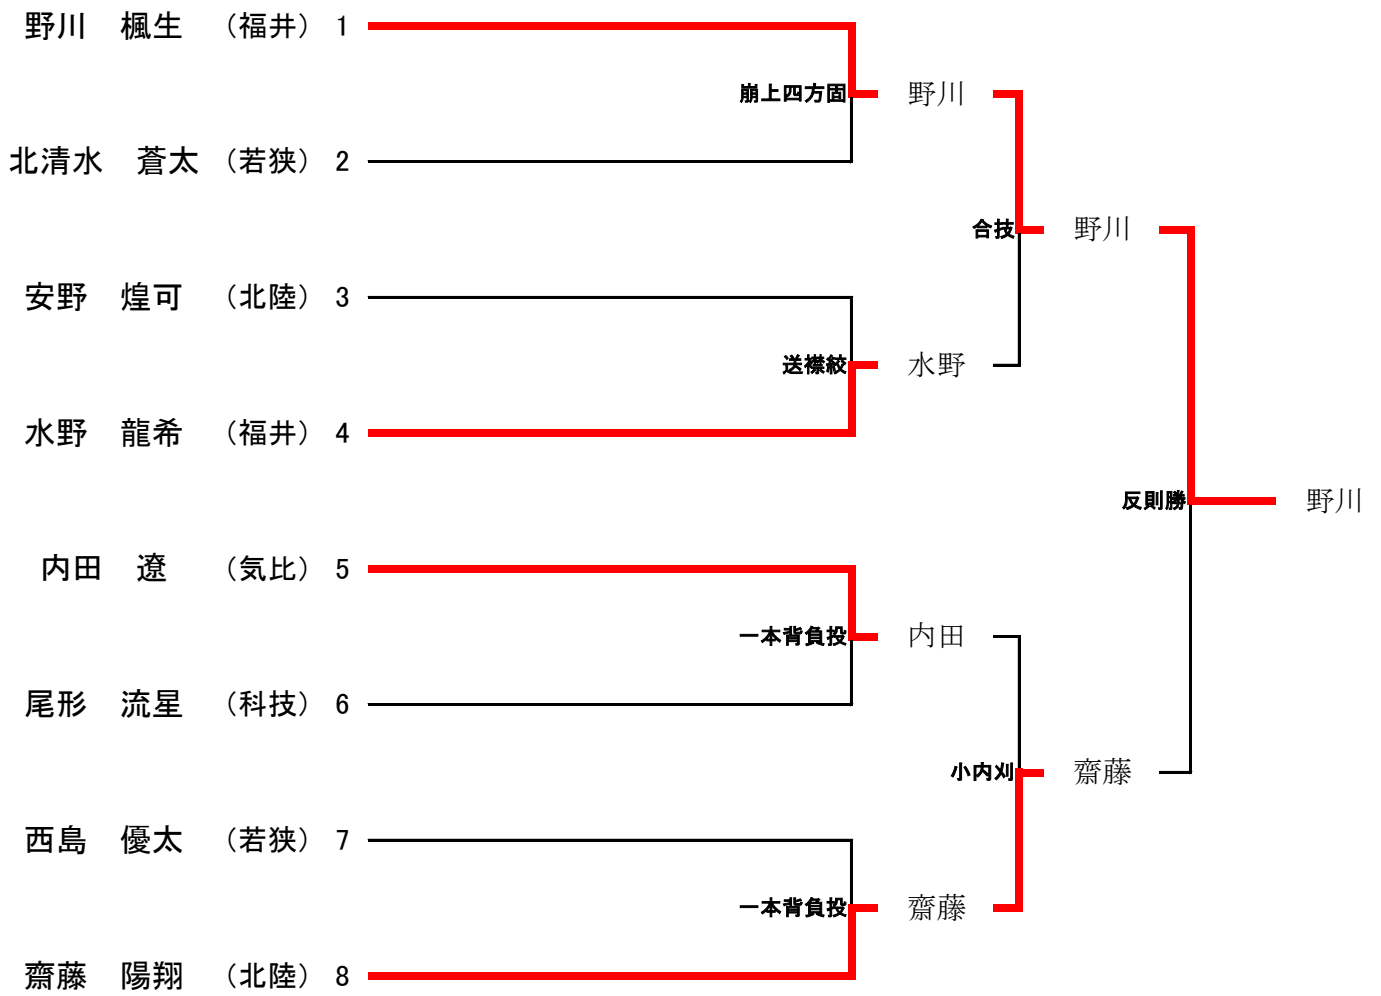 野川　楓生　（福井）　1
崩上四方固　野川
北清水　蒼太　（若狭）　2
合技　野川
安野　煌可　（北陸）　3
送襟絞　水野
水野　龍希　（福井）　4
反則勝　野川
内田　遼　（気比）　5
一本背負投　内田
尾形　流星　（科技）　6
小内刈　齋藤
西島　優太　（若狭）　7
一本背負投　齋藤
齋藤　陽翔　（北陸）　8